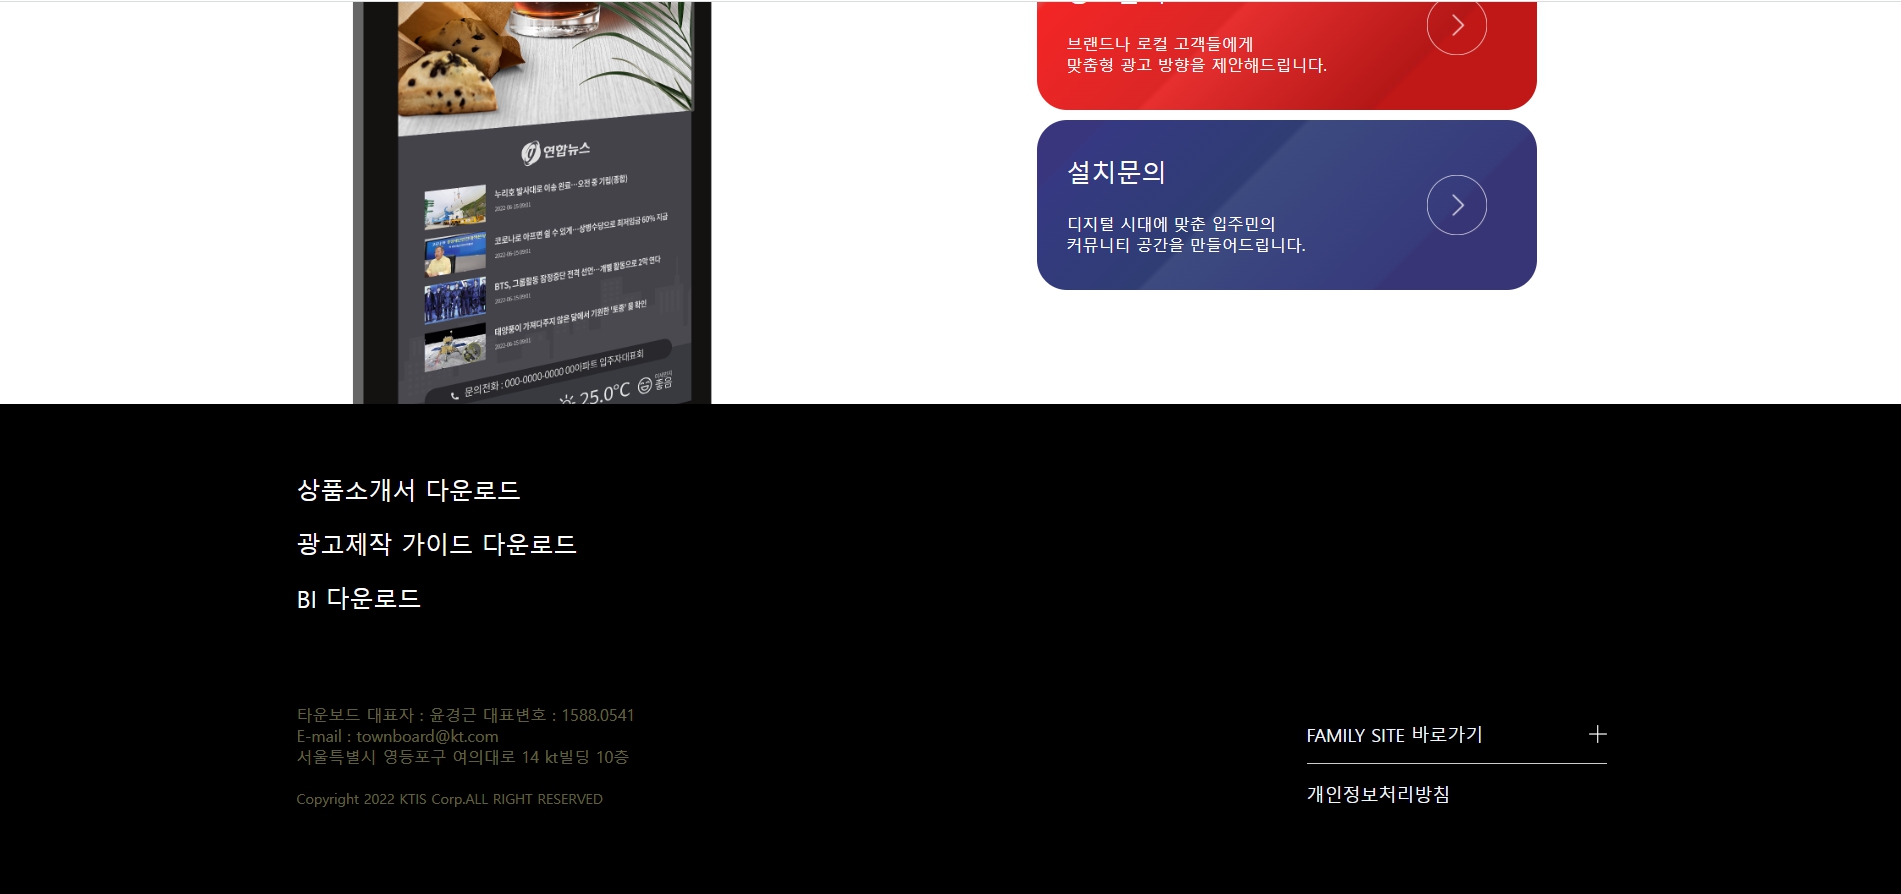 브랜드나 로컬 고객들에게
맞춤형 광고 방향을 제안해드립니다.
설치문의
디지털 시대에 맞춘 입주민의
커뮤니티 공간을 만들어드립니다.
연합뉴스
누리호 발사대로 이송 완료…오전 중 기립(종합)
코로나로 아프면 쉴 수 있게…상병수당으로 최저임금 60% 지급
BTS, 그룹활동 잠정중단 전격 선언…개별 활동으로 2막 연다
태양풍이 가져다주지 않은 달에서 기원한 '토종' 물 확인
문의전화 : 000-0000-0000 00아파트 입주자대표회
25.0°C
좋음
상품소개서 다운로드
광고제작 가이드 다운로드
BI 다운로드
타운보드 대표자 : 윤경근 대표번호 : 1588.0541
E-mail : townboard@kt.com
서울특별시 영등포구 여의대로 14 kt빌딩 10층
Copyright 2022 KTIS Corp.ALL RIGHT RESERVED
FAMILY SITE 바로가기
개인정보처리방침